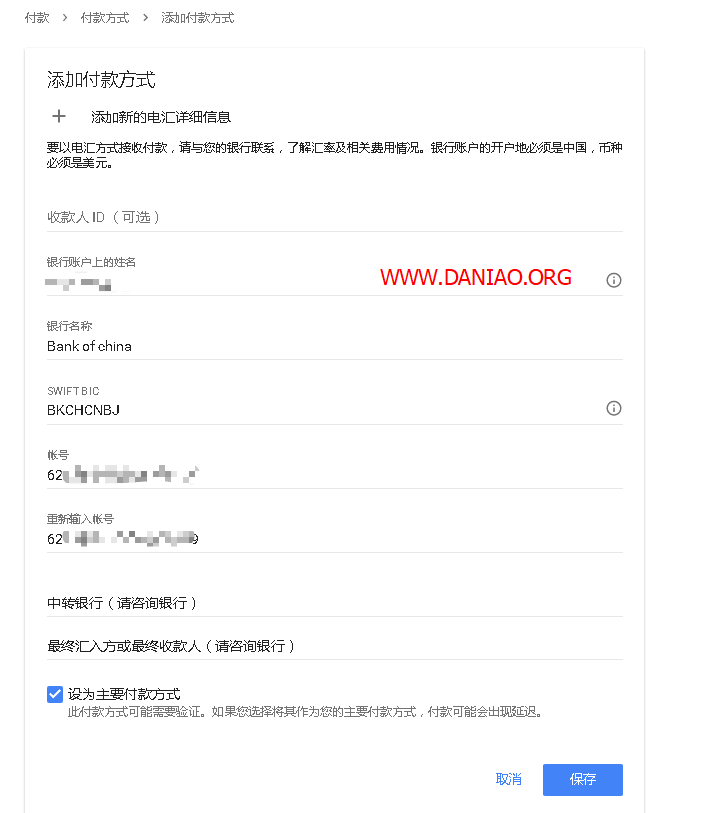 付款 > 付款方式 > 添加付款方式
添加付款方式
+ 添加新的电汇详细信息
要以电汇方式接收付款，请与您的银行联系，了解汇率及相关费用情况。银行账户的开户地必须是中国，币种
必须是美元。
收款人 ID（可选）
银行账户上的姓名
WWW.DANIAO.ORG
银行名称
Bank of china
SWIFT BIC
BKCHCNBJ
帐号
62
重新输入帐号
62 9
中转银行（请咨询银行）
最终汇入方或最终收款人（请咨询银行）
设为主要付款方式
此付款方式可能需要验证。如果您选择将其作为您的主要付款方式，付款可能会出现延迟。
取消 保存